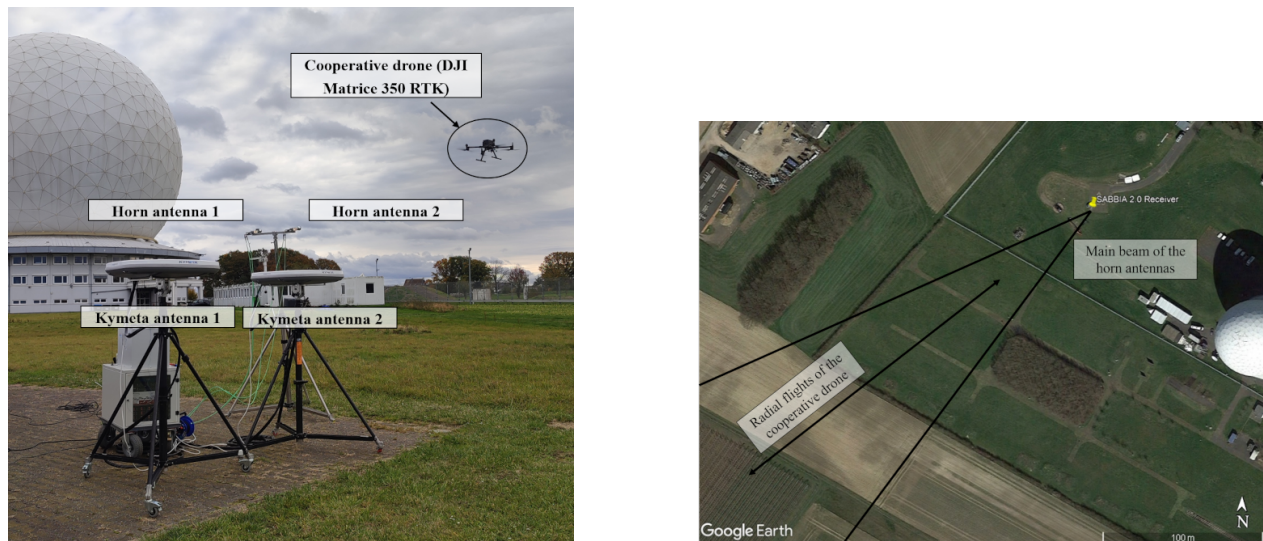 Cooperative drone (DJI
Matrice 350 RTK)
Horn antenna 1
Horn antenna 2
Kymeta antenna 1
Kymeta antenna 2
SABBIA 2.0 Receiver
Main beam of the
horn antennas
Radial flights of the
cooperative drone
Google Earth
N
100 m